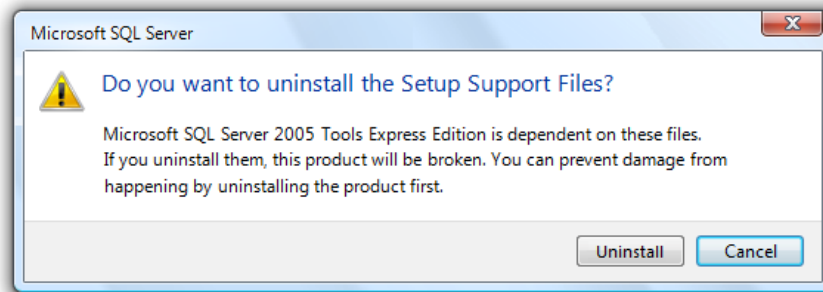 Microsoft SQL Server
Do you want to uninstall the Setup Support Files?
Microsoft SQL Server 2005 Tools Express Edition is dependent on these files.
If you uninstall them, this product will be broken. You can prevent damage from
happening by uninstalling the product first.
Uninstall Cancel